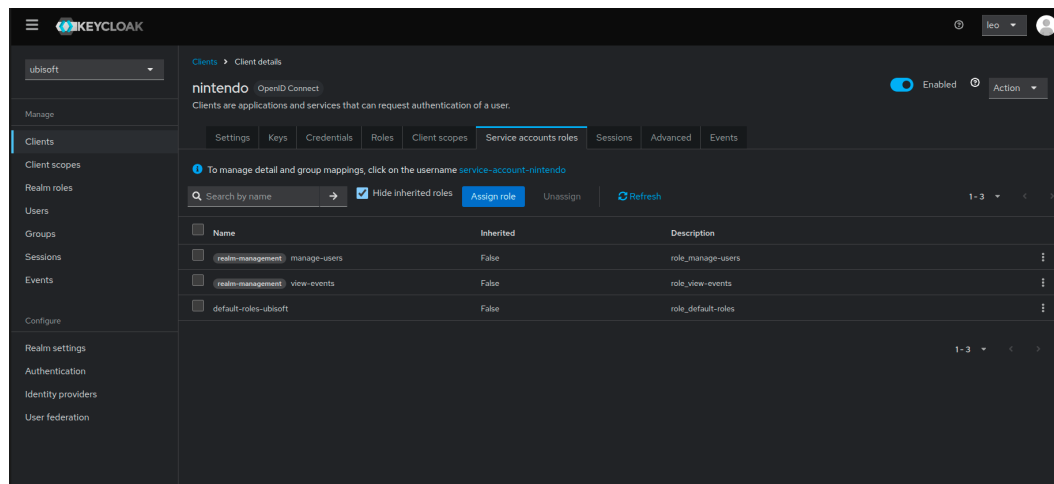 KEYCLOAK
leo
ubisoft
Manage
Clients
Client scopes
Realm roles
Users
Groups
Sessions
Events
Configure
Realm settings
Authentication
Identity providers
User federation
Clients > Client details
nintendo OpenID Connect
Enabled
Action
Clients are applications and services that can request authentication of a user.
Settings Keys Credentials Roles Client scopes Service accounts roles Sessions Advanced Events
To manage detail and group mappings, click on the username service-account-nintendo
Search by name Hide inherited roles Assign role Unassign Refresh 1 - 3
Name Inherited Description
realm-management manage-users False role_manage-users
realm-management view-events False role_view-events
default-roles-ubisoft False role_default-roles
1 - 3